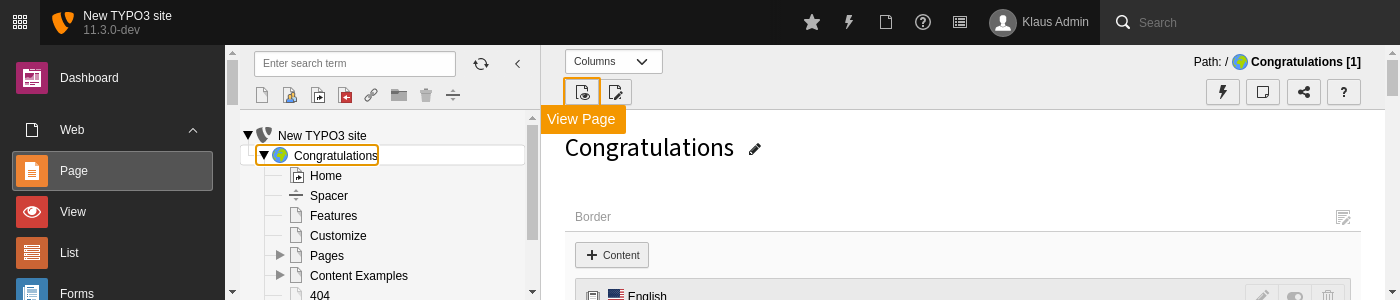 New TYPO3 site
11.3.0-dev
Klaus Admin
Search
Dashboard
Web
Page
View
List
Forms
Enter search term
New TYPO3 site
Congratulations
Home
Spacer
Features
Customize
Pages
Content Examples
404
Columns
Path: / Congratulations [1]
?
View Page
Congratulations
Border
+ Content
English